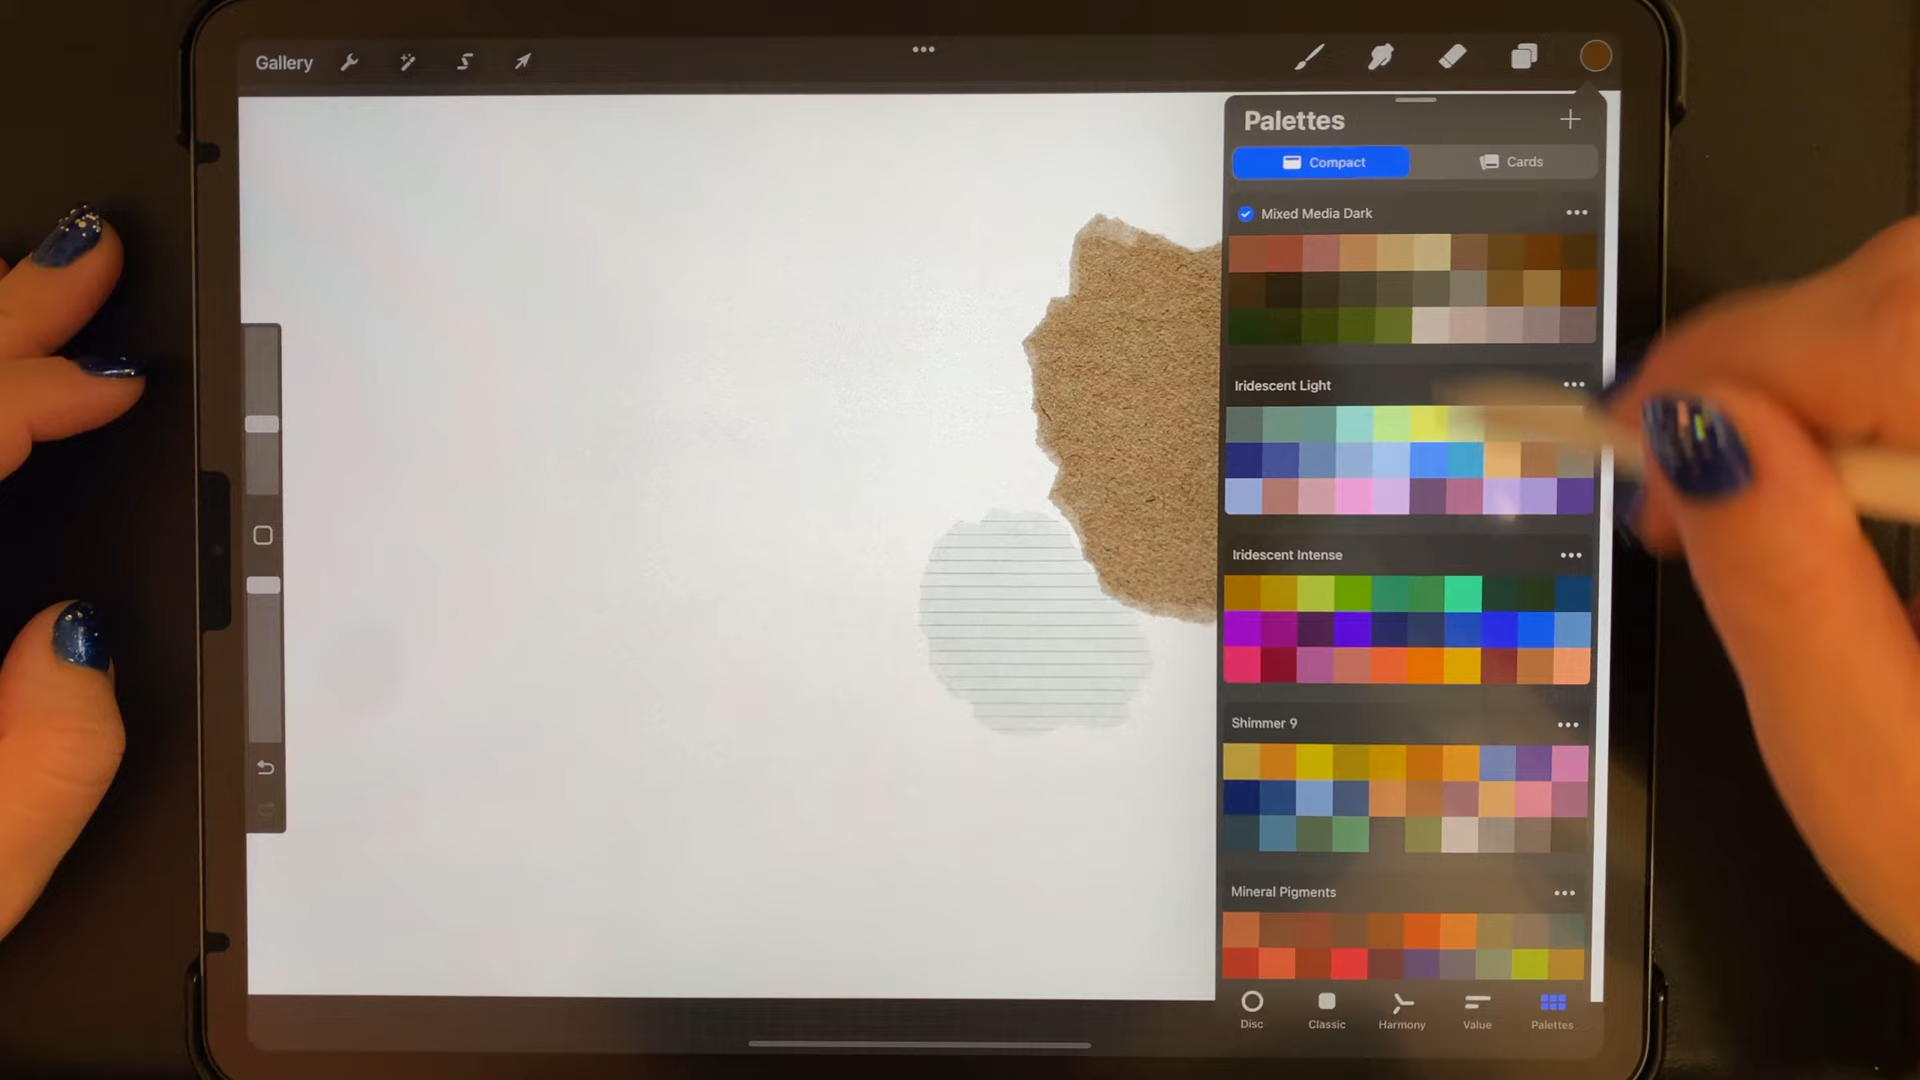 Gallery
Palettes
Compact
Cards
Mixed Media Dark
Iridescent Light
Iridescent Intense
Shimmer 9
Mineral Pigments
Disc
Classic
Harmony
Value
Palettes